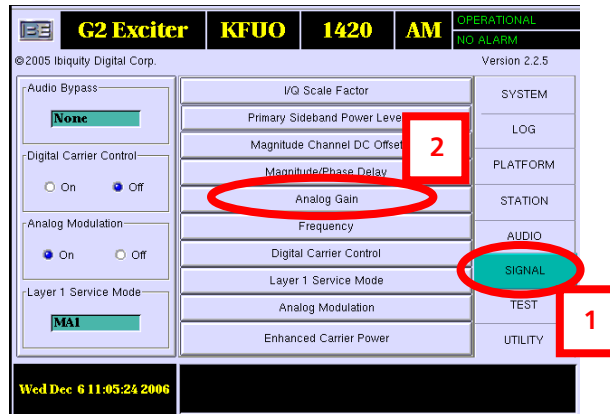 G2 Exciter KFUO 1420 AM OPERATIONAL
NO ALARM
©2005 Ibiquity Digital Corp. Version 2.2.5
Audio Bypass
None
Digital Carrier Control
On Off
Analog Modulation
On Off
Layer 1 Service Mode
MA1
I/Q Scale Factor
Primary Sideband Power
Magnitude Channel DC Offset
Magnitude/Phase Delay
Analog Gain
Frequency
Digital Carrier Control
Layer 1 Service Mode
Analog Modulation
Enhanced Carrier Power
2
SYSTEM
LOG
PLATFORM
STATION
AUDIO
SIGNAL
TEST
UTILITY
1
Wed Dec 6 11:05:24 2006